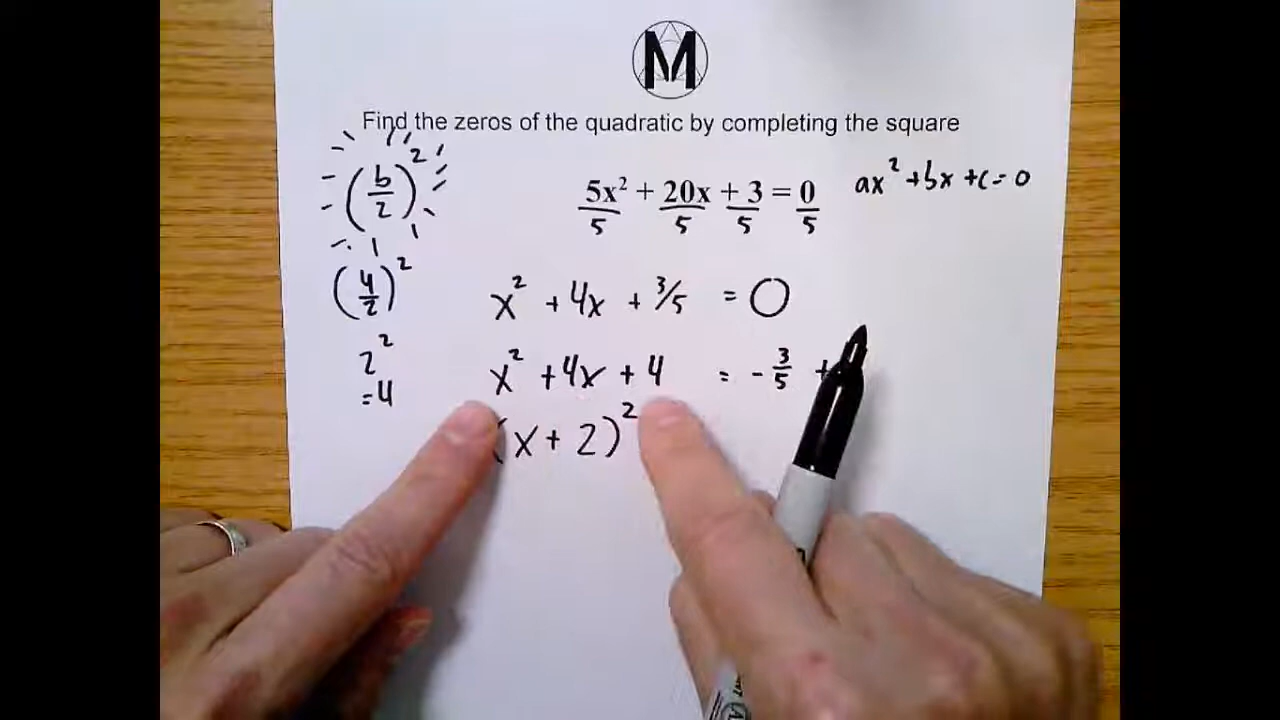 M
Find the zeros of the quadratic by completing the square
(b/2)²
5x² + 20x + 3 = 0
5 5 5 5
ax² + bx + c = 0
(4/2)²
x² + 4x + 3/5 = 0
2²
= 4
x² + 4x + 4 = - 3/5 +
(x + 2)²